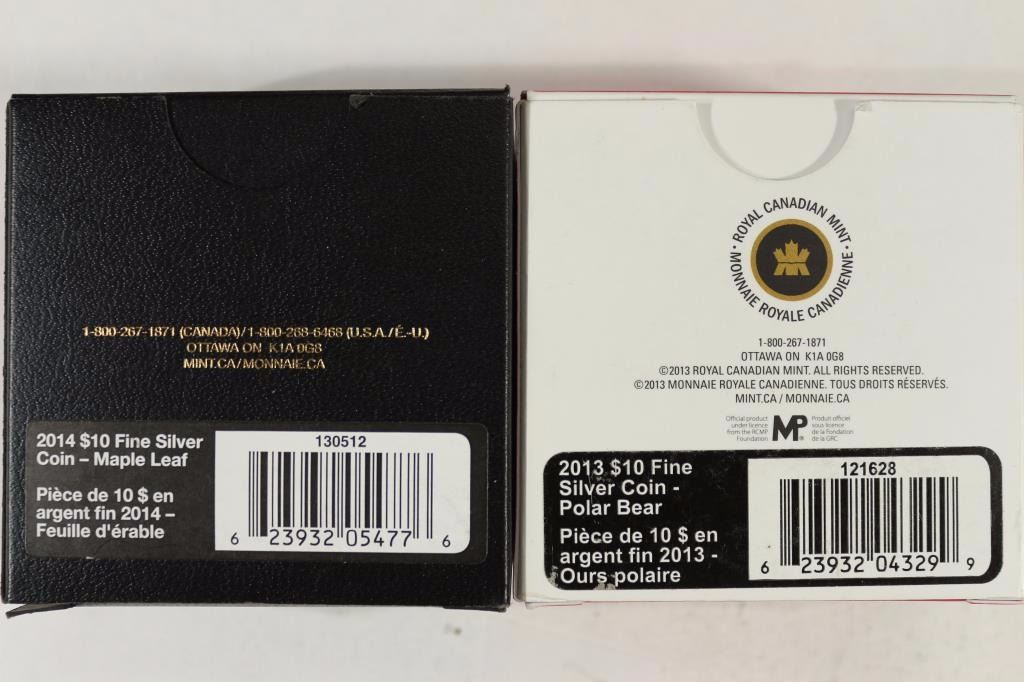 1-800-267-1871 (CANADA)/1-800-268-6468 (U.S.A./É.-U.)
OTTAWA ON K1A 0G8
MINT.CA/MONNAIE.CA
2014 $10 Fine Silver
Coin – Maple Leaf
Pièce de 10 $ en
argent fin 2014 –
Feuille d'érable
130512
6 23932 05477 6
• ROYAL CANADIAN MINT •
MONNAIE ROYALE CANADIENNE
1-800-267-1871
OTTAWA ON K1A 0G8
©2013 ROYAL CANADIAN MINT. ALL RIGHTS RESERVED.
©2013 MONNAIE ROYALE CANADIENNE. TOUS DROITS RÉSERVÉS.
MINT.CA / MONNAIE.CA
Official product
under licence
from the RCMP
Foundation
MP
Produit officiel
sous licence
de la Fondation
de la GRC
2013 $10 Fine
Silver Coin -
Polar Bear
Pièce de 10 $ en
argent fin 2013 -
Ours polaire
121628
6 23932 04329 9